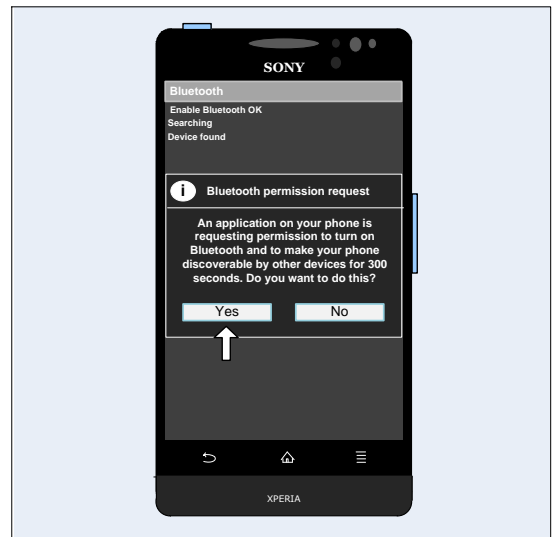 SONY
Bluetooth
Enable Bluetooth OK
Searching
Device found
i Bluetooth permission request
An application on your phone is
requesting permission to turn on
Bluetooth and to make your phone
discoverable by other devices for 300
seconds. Do you want to do this?
Yes No
XPERIA